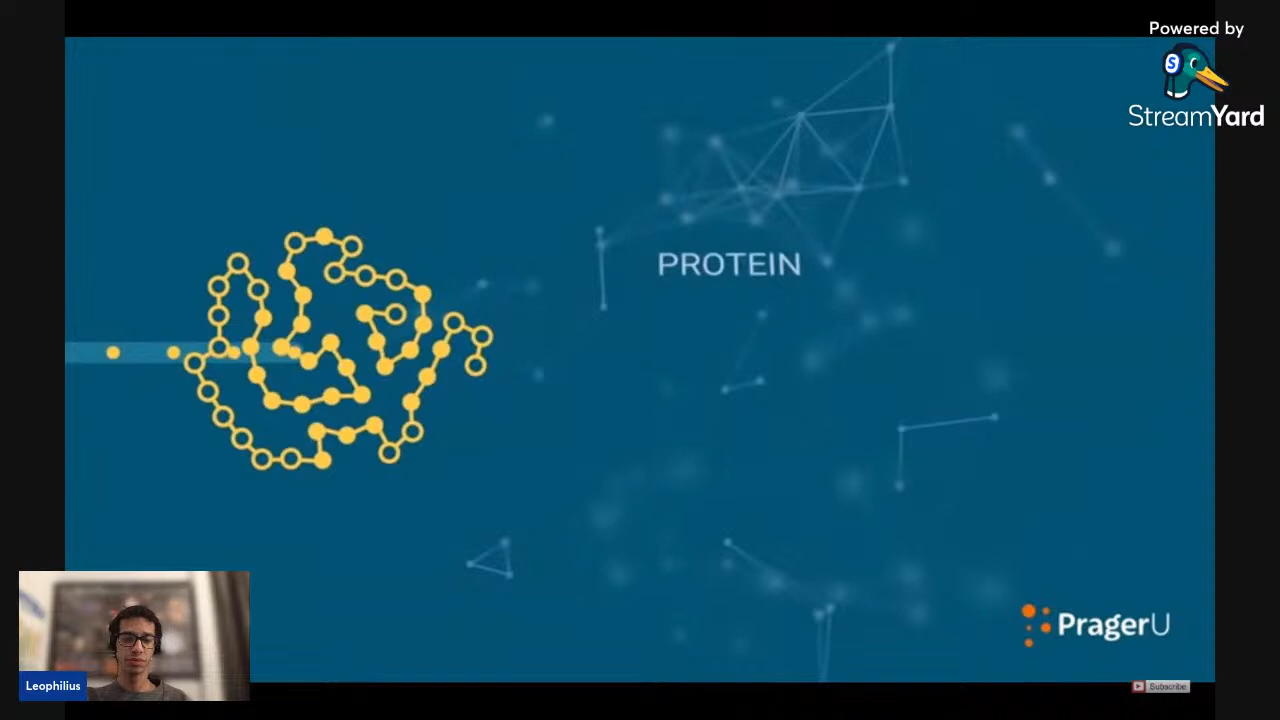 Powered by
StreamYard
PROTEIN
PragerU
Subscribe
Leophilius